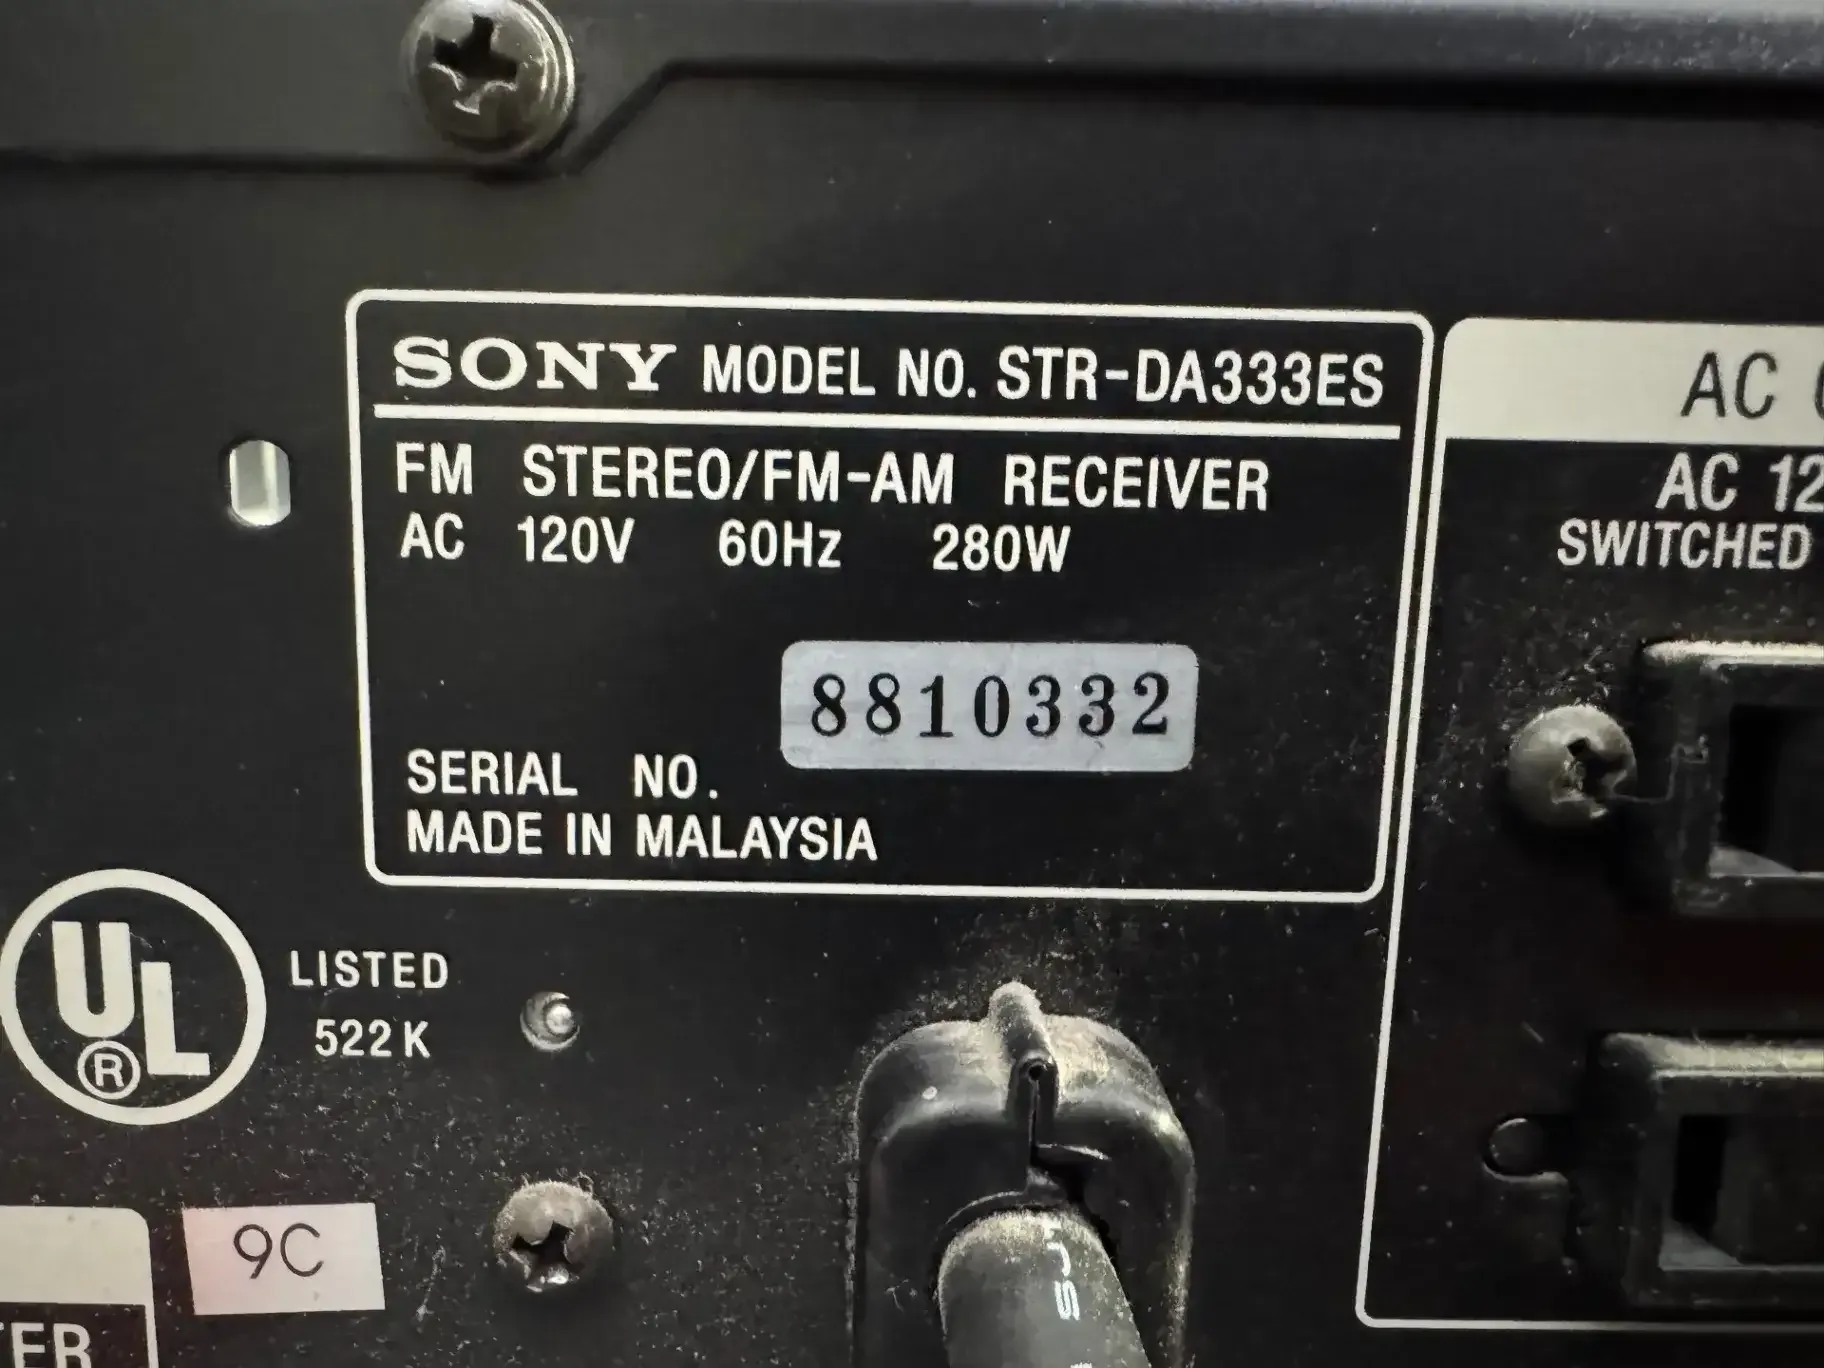 SONY MODEL NO. STR-DA333ES
FM STEREO/FM-AM RECEIVER
AC 120V 60Hz 280W
8810332
SERIAL NO.
MADE IN MALAYSIA
AC
AC 12
SWITCHED
UL
®
LISTED
522K
9C
TER